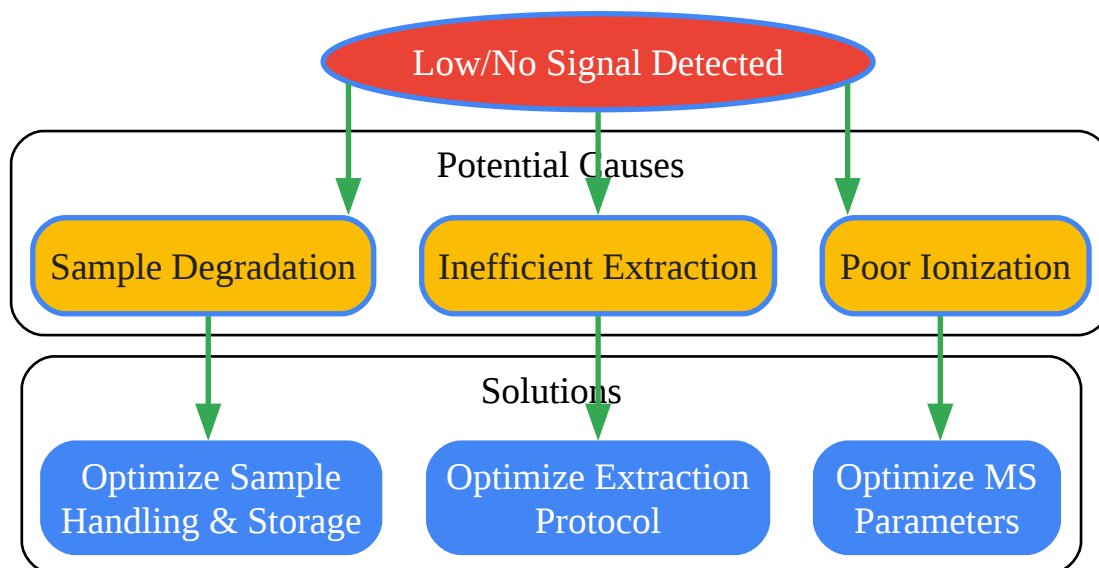 Low/No Signal Detected
Potential Causes
Sample Degradation
Inefficient Extraction
Poor Ionization
Solutions
Optimize Sample
Handling & Storage
Optimize Extraction
Protocol
Optimize MS
Parameters